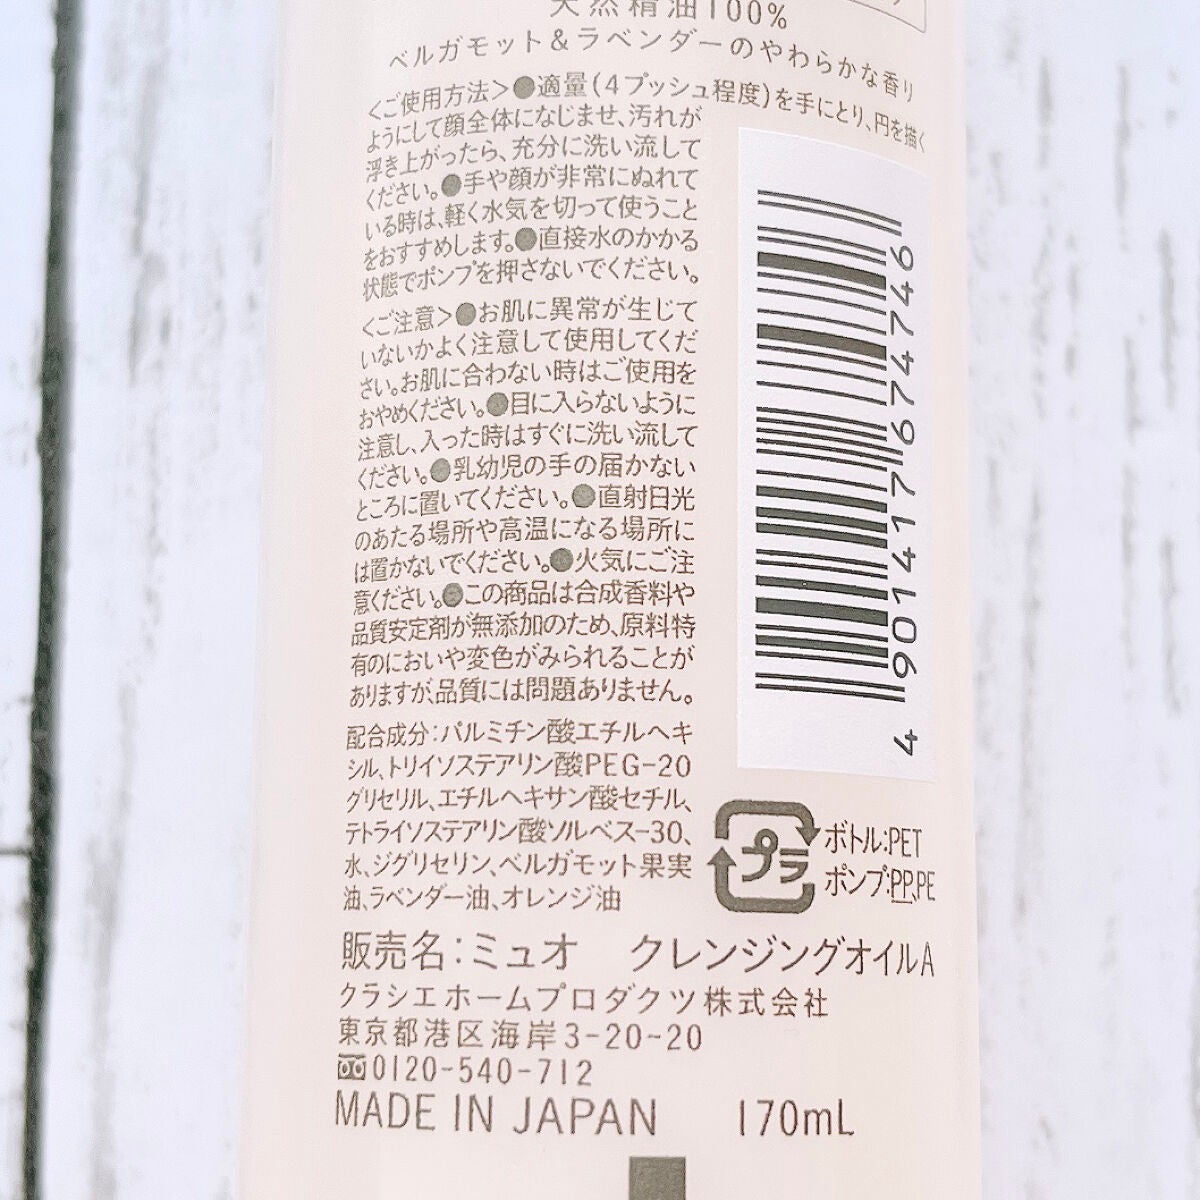 天然精油100%
ベルガモット&ラベンダーのやわらかな香り
〈ご使用方法〉●適量(4プッシュ程度)を手にとり、円を描く
ようにして顔全体になじませ、汚れが
浮き上がったら、充分に洗い流して
ください。●手や顔が非常にぬれて
いる時は、軽く水気を切って使うこと
をおすすめします。●直接水のかかる
状態でポンプを押さないでください。
〈ご注意〉●お肌に異常が生じて
いないかよく注意して使用してくだ
さい。お肌に合わない時はご使用を
おやめください。●目に入らないように
注意し、入った時はすぐに洗い流して
ください。●乳幼児の手の届かない
ところに置いてください。●直射日光
のあたる場所や高温になる場所に
は置かないでください。●火気にご注
意ください。●この商品は合成香料や
品質安定剤が無添加のため、原料特
有のにおいや変色がみられることが
ありますが、品質には問題ありません。
配合成分:パルミチン酸エチルヘキ
シル、トリイソステアリン酸PEG-20
グリセリル、エチルヘキサン酸セチル、
テトライソステアリン酸ソルベス-30、
水、ジグリセリン、ベルガモット果実
油、ラベンダー油、オレンジ油
4901417697479946
プラ
ボトル:PET
ポンプ:PP,PE
販売名:ミュオ クレンジングオイルA
クラシエホームプロダクツ株式会社
東京都港区海岸3-20-20
0120-540-712
MADE IN JAPAN 170mL